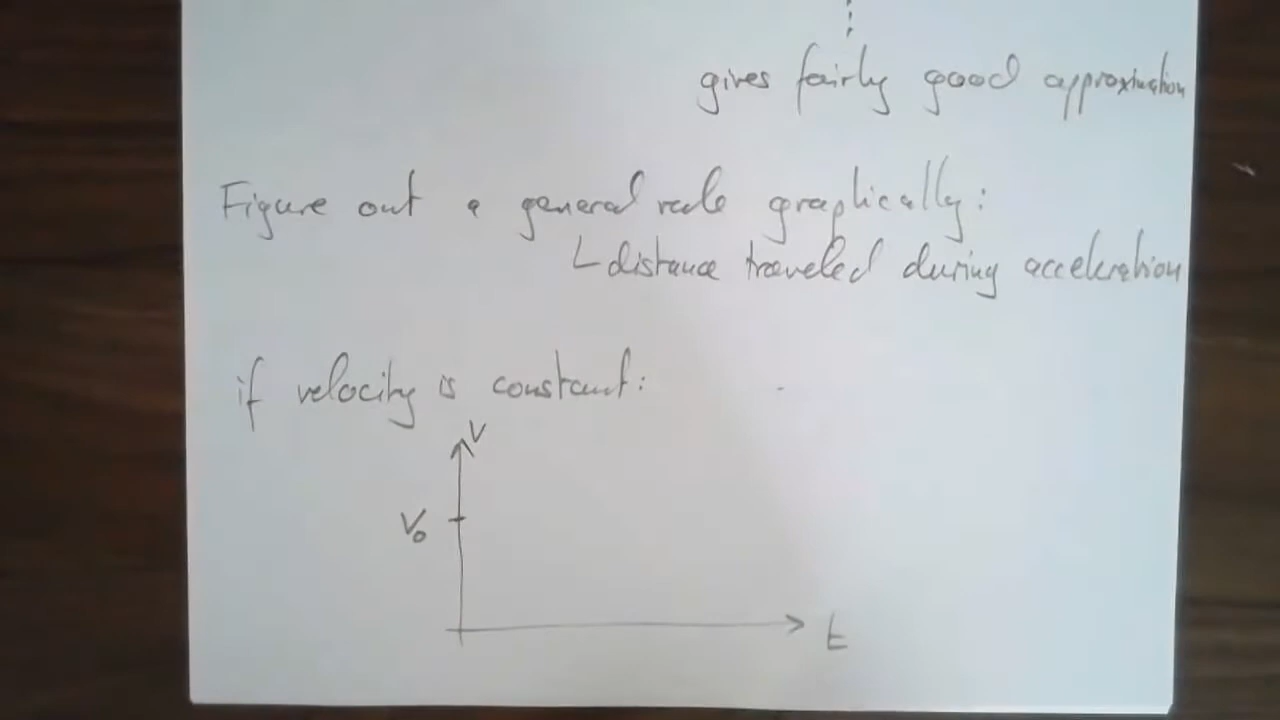 gives fairly good approximation
Figure out a general rule graphically:
distance traveled during acceleration
if velocity is constant:
v
v₀
t